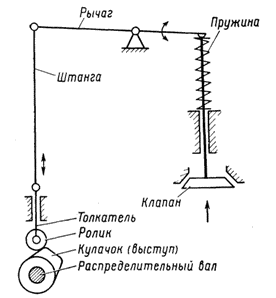 Рычаг
Пружина
Штанга
Клапан
Толкатель
Ролик
Кулачок (выступ)
Распределительный вал